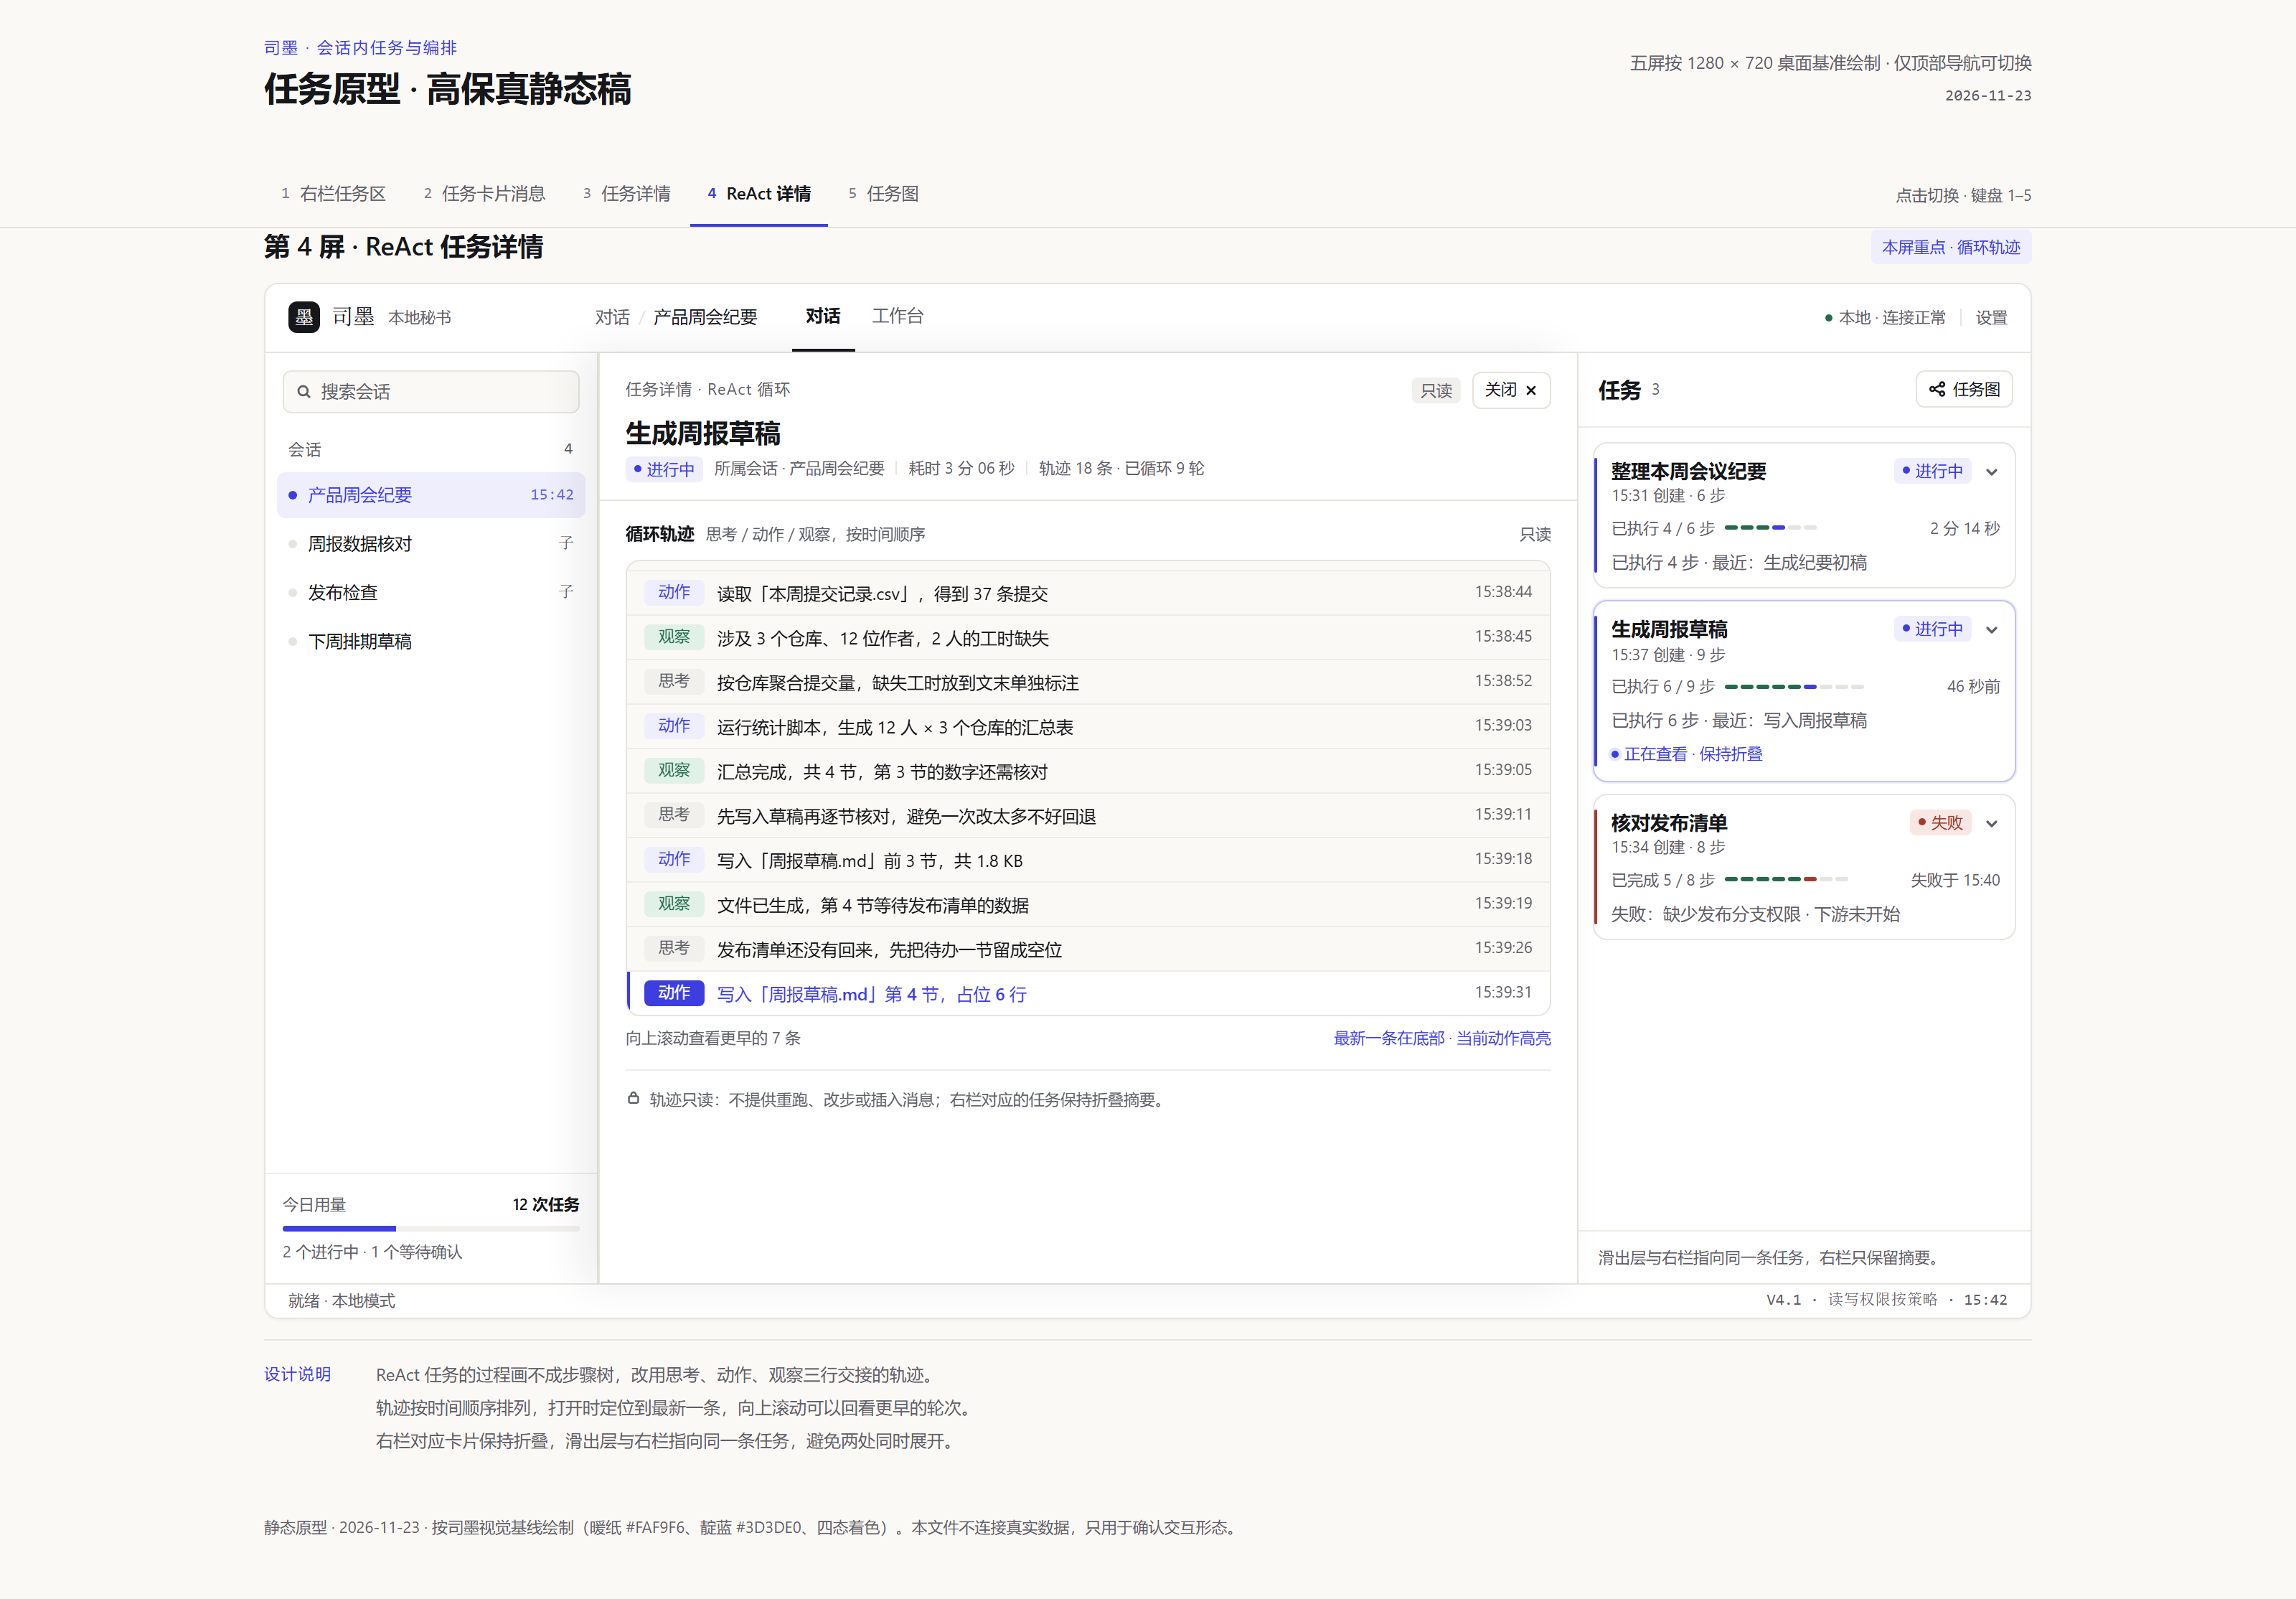 司墨 · 会话内任务与编排
任务原型 · 高保真静态稿
五屏按 1280 × 720 桌面基准绘制 · 仅顶部导航可切换
2026-11-23
1 右栏任务区
2 任务卡片消息
3 任务详情
4 ReAct 详情
5 任务图
点击切换 · 键盘 1–5
第 4 屏 · ReAct 任务详情
本屏重点 · 循环轨迹
墨 司墨 本地秘书
对话 / 产品周会纪要
对话
工作台
本地 · 连接正常
设置
搜索会话
会话 4
产品周会纪要 15:42
周报数据核对 子
发布检查 子
下周排期草稿
今日用量 12 次任务
2 个进行中 · 1 个等待确认
任务详情 · ReAct 循环
只读
关闭 ×
生成周报草稿
进行中 所属会话 · 产品周会纪要 耗时 3 分 06 秒 轨迹 18 条 · 已循环 9 轮
循环轨迹 思考 / 动作 / 观察，按时间顺序 只读
动作 读取「本周提交记录.csv」，得到 37 条提交 15:38:44
观察 涉及 3 个仓库、12 位作者，2 人的工时缺失 15:38:45
思考 按仓库聚合提交量，缺失工时放到文末单独标注 15:38:52
动作 运行统计脚本，生成 12 人 × 3 个仓库的汇总表 15:39:03
观察 汇总完成，共 4 节，第 3 节的数字还需核对 15:39:05
思考 先写入草稿再逐节核对，避免一次改太多不好回退 15:39:11
动作 写入「周报草稿.md」前 3 节，共 1.8 KB 15:39:18
观察 文件已生成，第 4 节等待发布清单的数据 15:39:19
思考 发布清单还没有回来，先把待办一节留成空位 15:39:26
动作 写入「周报草稿.md」第 4 节，占位 6 行 15:39:31
向上滚动查看更早的 7 条
最新一条在底部 · 当前动作高亮
轨迹只读：不提供重跑、改步或插入消息；右栏对应的任务保持折叠摘要。
任务 3
任务图
整理本周会议纪要 进行中
15:31 创建 · 6 步
已执行 4 / 6 步 2 分 14 秒
已执行 4 步 · 最近：生成纪要初稿
生成周报草稿 进行中
15:37 创建 · 9 步
已执行 6 / 9 步 46 秒前
已执行 6 步 · 最近：写入周报草稿
正在查看 · 保持折叠
核对发布清单 失败
15:34 创建 · 8 步
已完成 5 / 8 步 失败于 15:40
失败：缺少发布分支权限 · 下游未开始
滑出层与右栏指向同一条任务，右栏只保留摘要。
就绪 · 本地模式
V4.1 · 读写权限按策略 · 15:42
设计说明
ReAct 任务的过程画不成步骤树，改用思考、动作、观察三行交接的轨迹。
轨迹按时间顺序排列，打开时定位到最新一条，向上滚动可以回看更早的轮次。
右栏对应卡片保持折叠，滑出层与右栏指向同一条任务，避免两处同时展开。
静态原型 · 2026-11-23 · 按司墨视觉基线绘制（暖纸 #FAF9F6、靛蓝 #3D3DE0、四态着色）。本文件不连接真实数据，只用于确认交互形态。